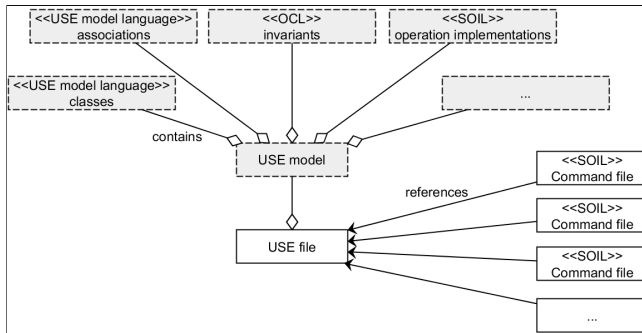 <<USE model language>>
associations
<<OCL>>
invariants
<<SOIL>>
operation implementations
<<USE model language>>
classes
...
contains
USE model
<<SOIL>>
Command file
references
<<SOIL>>
Command file
USE file
<<SOIL>>
Command file
...